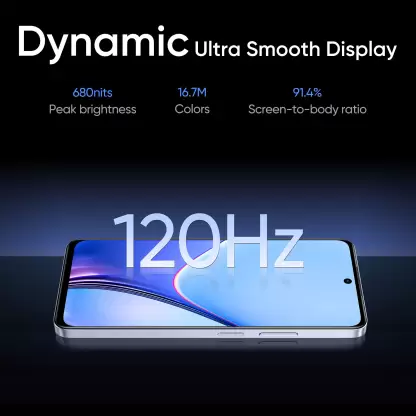 Dynamic Ultra Smooth Display
680nits 16.7M 91.4%
Peak brightness Colors Screen-to-body ratio
120Hz